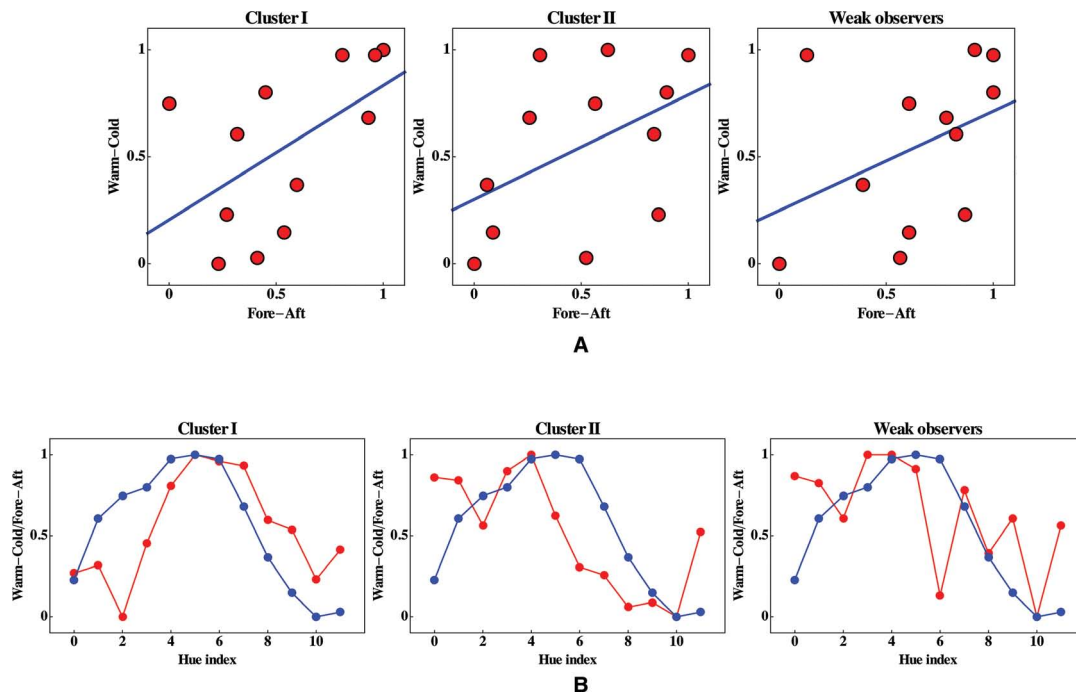 Cluster I
Cluster II
Weak observers
Warm−Cold
1
0.5
0
0
0.5
1
Fore−Aft
Warm−Cold
1
0.5
0
0
0.5
1
Fore−Aft
Warm−Cold
1
0.5
0
0
0.5
1
Fore−Aft
A
Cluster I
Cluster II
Weak observers
Warm−Cold/Fore−Aft
1
0.5
0
0 2 4 6 8 10
Hue index
Warm−Cold/Fore−Aft
1
0.5
0
0 2 4 6 8 10
Hue index
Warm−Cold/Fore−Aft
1
0.5
0
0 2 4 6 8 10
Hue index
B